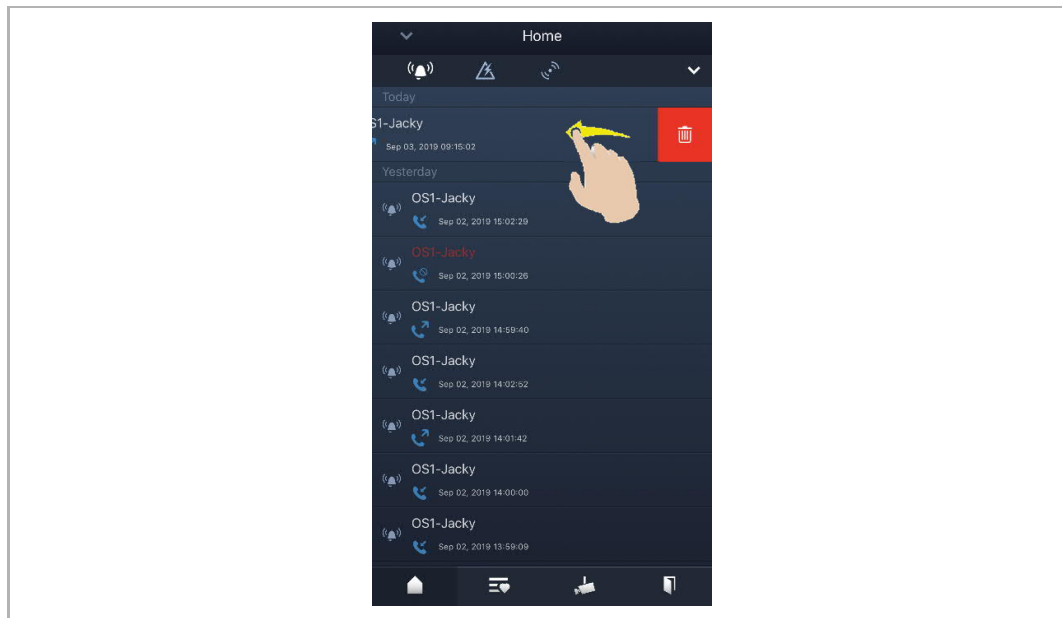 Home
Today
S1-Jacky
Sep 03, 2019 09:15:02
Yesterday
OS1-Jacky
Sep 02, 2019 15:02:29
OS1-Jacky
Sep 02, 2019 15:00:26
OS1-Jacky
Sep 02, 2019 14:59:40
OS1-Jacky
Sep 02, 2019 14:02:52
OS1-Jacky
Sep 02, 2019 14:01:42
OS1-Jacky
Sep 02, 2019 14:00:00
OS1-Jacky
Sep 02, 2019 13:59:09